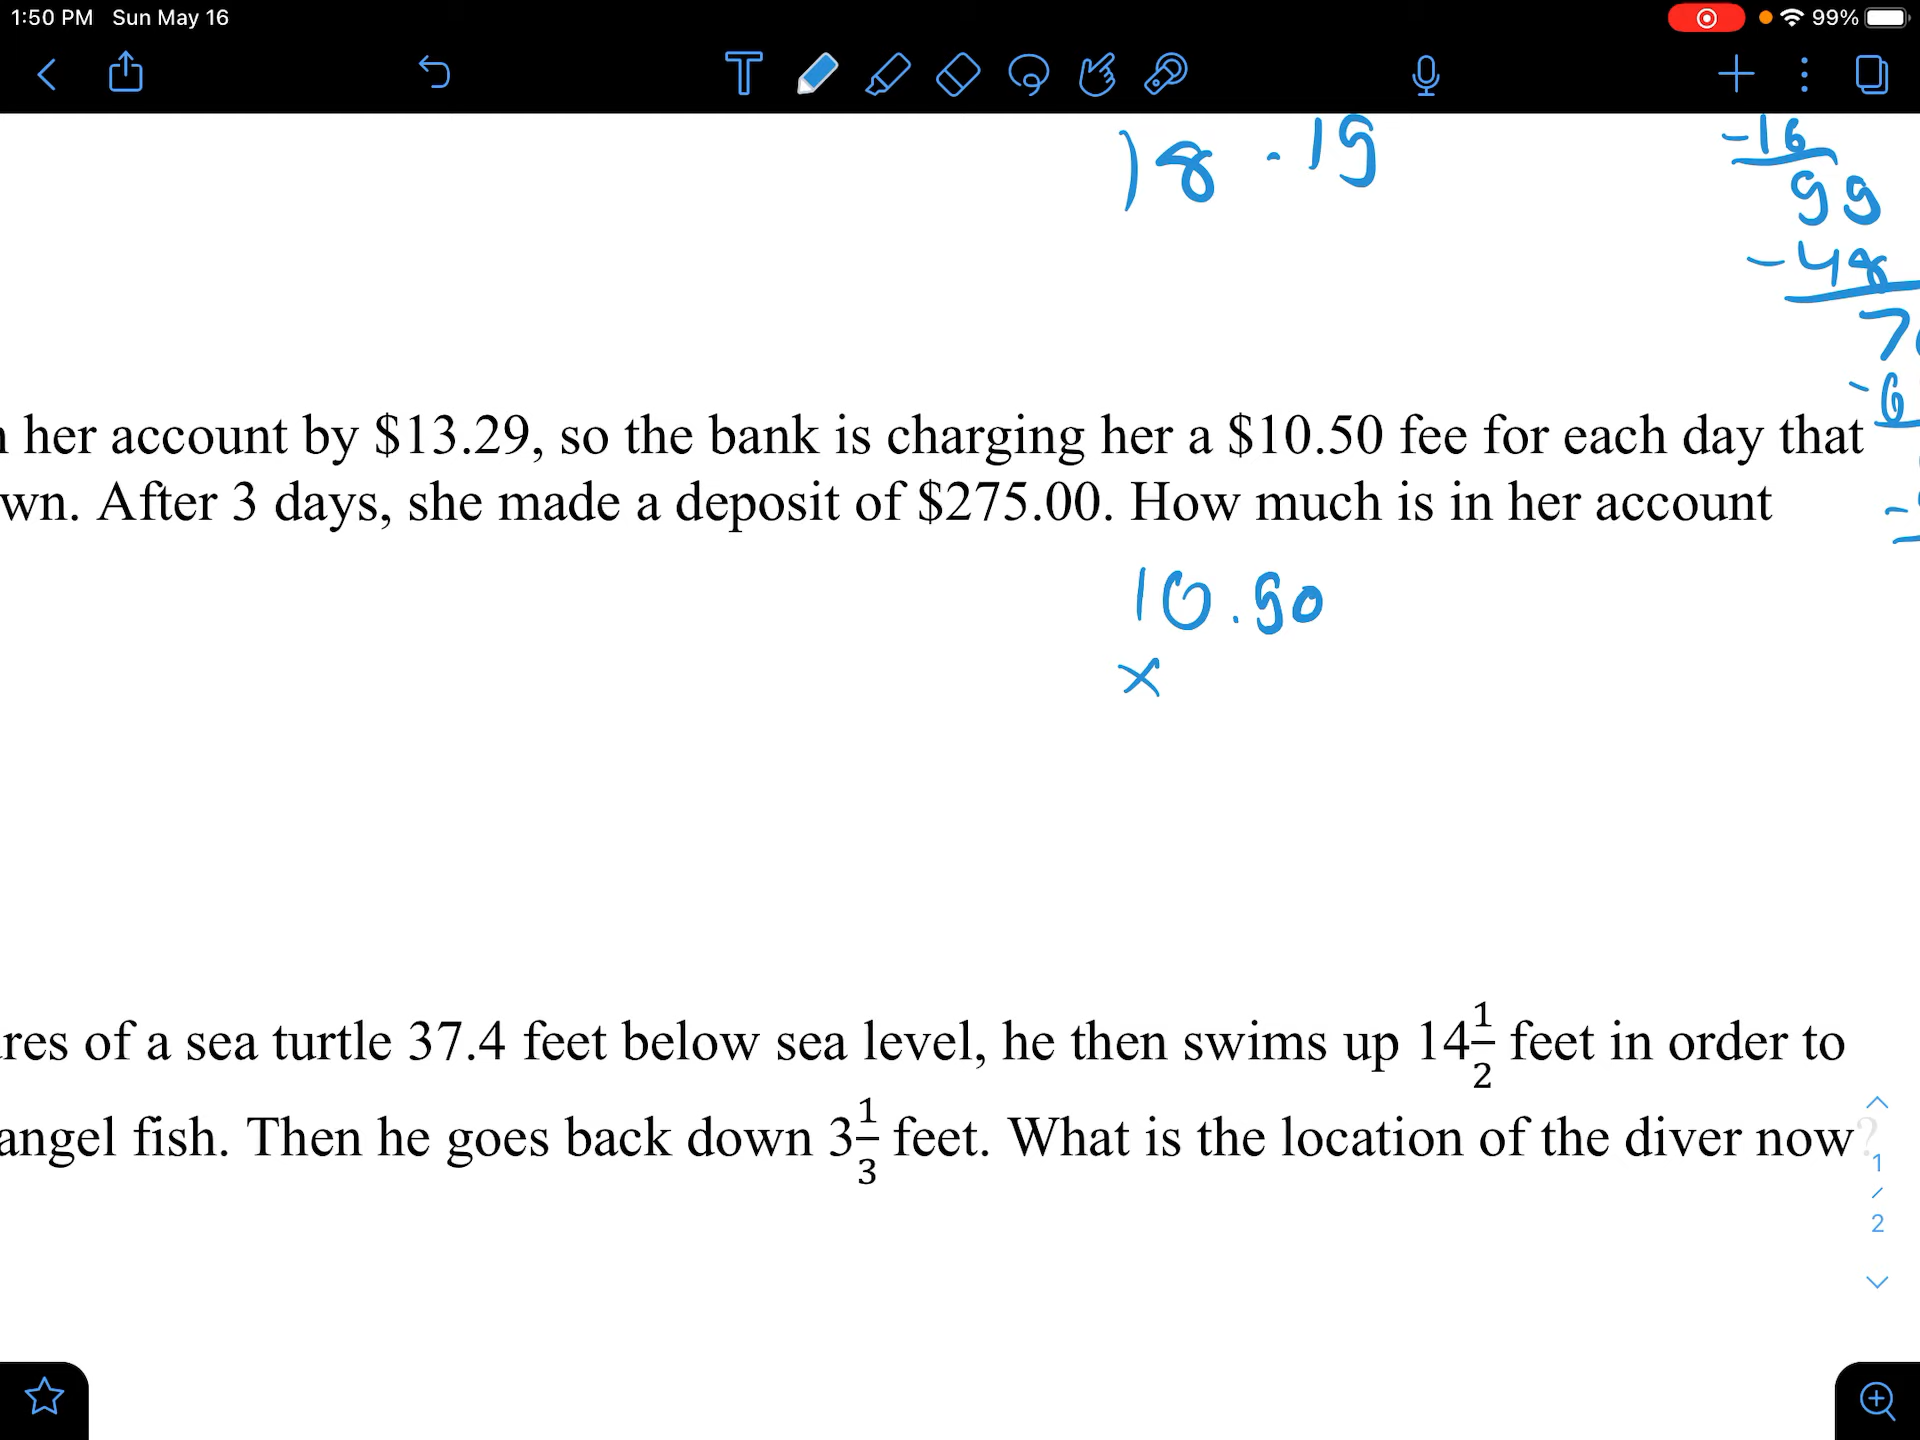 1:50 PM Sun May 16 99%
T
18 . 19
-16
99
-48
7
-6
her account by $13.29, so the bank is charging her a $10.50 fee for each day that
wn. After 3 days, she made a deposit of $275.00. How much is in her account
10.50
x
res of a sea turtle 37.4 feet below sea level, he then swims up 14 1/2 feet in order to
angel fish. Then he goes back down 3 1/3 feet. What is the location of the diver now?
1
/
2